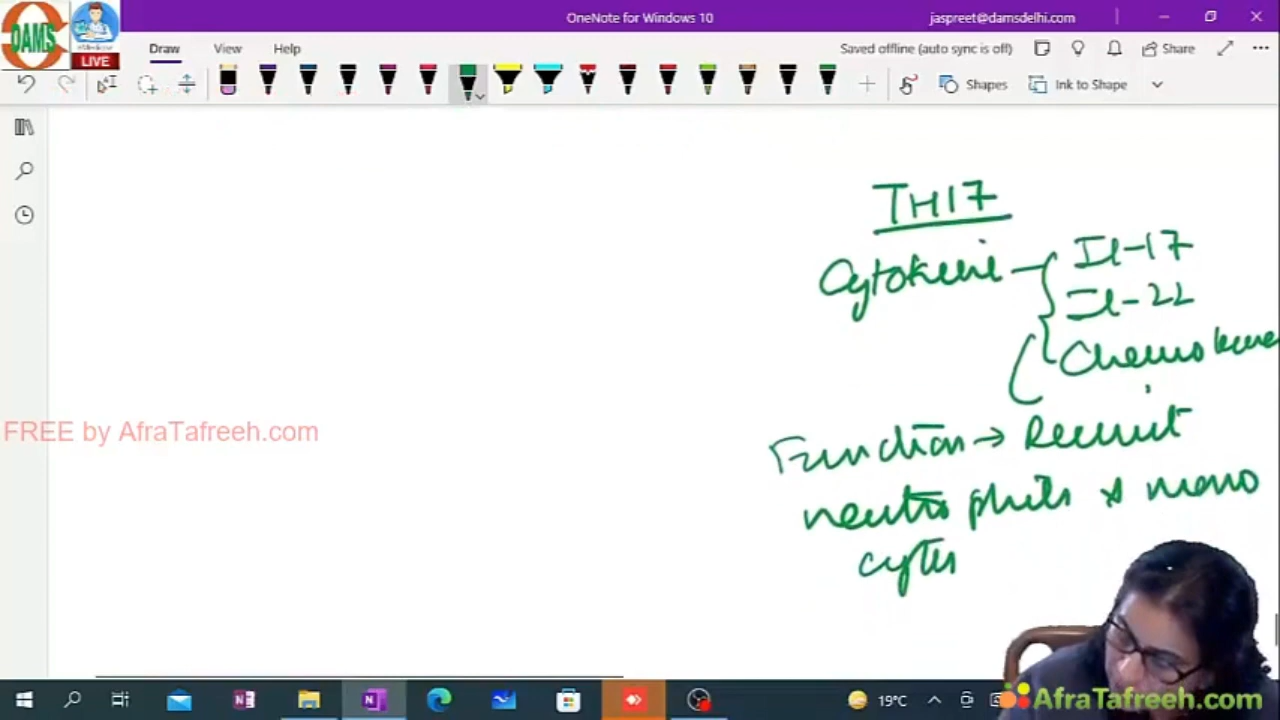 DAMS
eMedicoz
LIVE
OneNote for Windows 10
jaspreet@damsdelhi.com
Draw
View
Help
Saved offline (auto sync is off)
Share
Shapes
Ink to Shape
TH17
Cytokine
Il-17
Il-22
Chemokine
Function → Recruit
neutrophils & mono
cytes
FREE by AfraTafreeh.com
19°C
AfraTafreeh.com